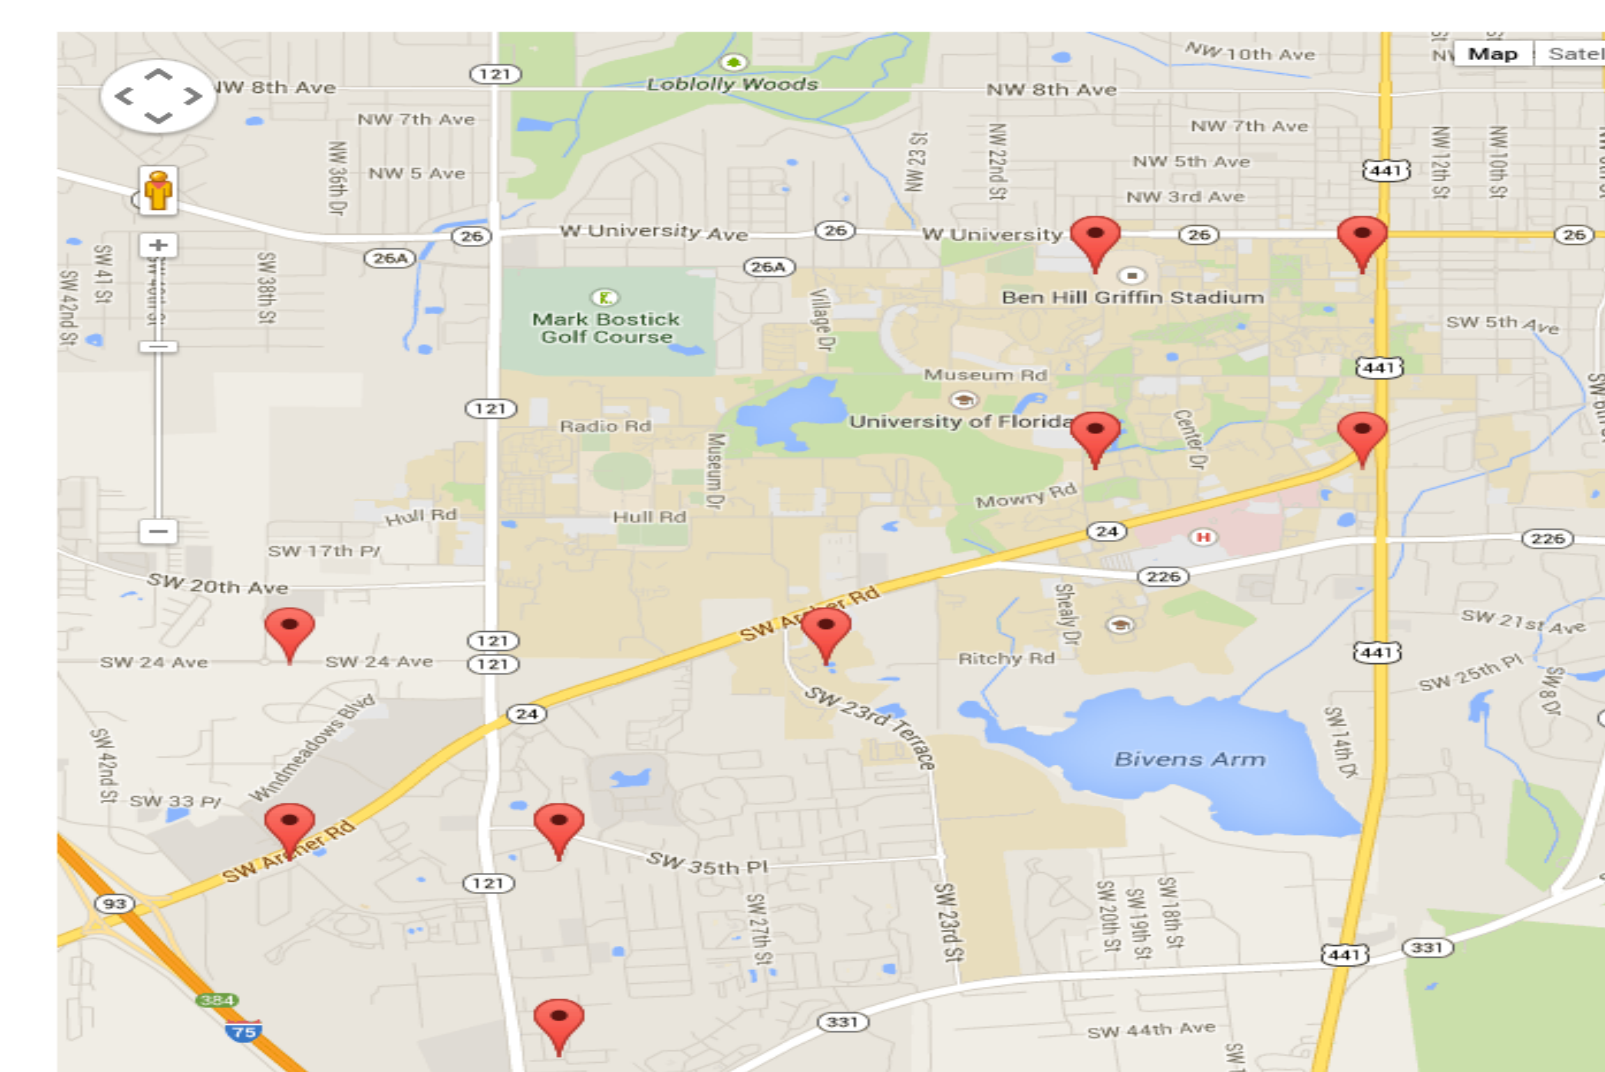 NW 10th Ave
St
Map
Satel
121
Loblolly Woods
NW 8th Ave
NW 8th Ave
NW 7th Ave
NW 7th Ave
NW 5 Ave
NW 36th Dr
NW 23 St
NW 22nd St
NW 5th Ave
NW 3rd Ave
441
NW 12th St
NW 10th St
26
W University Ave
26
W University
26
26
26A
26A
SW 42nd St
SW 41 St
SW 38th St
Mark Bostick
Golf Course
Village Dr
Ben Hill Griffin Stadium
SW 5th Ave
441
Museum Rd
University of Florida
121
Radio Rd
Museum Dr
Center Dr
Hull Rd
Hull Rd
Mowry Rd
24
H
226
226
SW 17th Pl
SW 20th Ave
SW Archer Rd
Shealy Dr
SW 21st Ave
121
121
SW 24 Ave
SW 24 Ave
Ritchy Rd
441
SW 25th Pl
SW 8 Dr
24
SW 23rd Terrace
SW 14th Dr
Windmeadows Blvd
SW 42nd St
Bivens Arm
SW 33 Pl
SW Archer Rd
SW 35th Pl
121
93
SW 27th St
SW 23rd St
SW 20th St
SW 19th St
SW 18th St
441
331
384
75
331
SW 44th Ave
SW 1